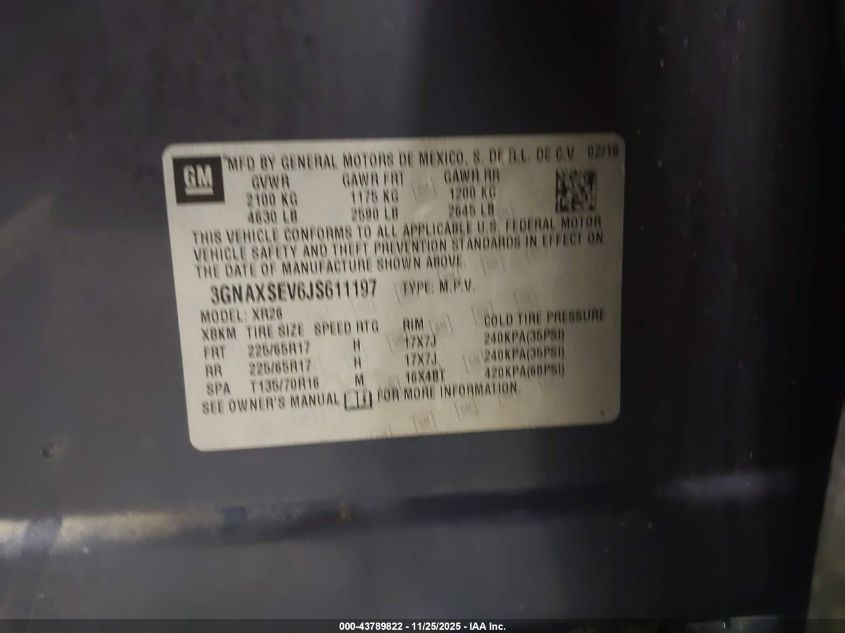 GM MFD BY GENERAL MOTORS DE MEXICO, S. DE R.L. DE C.V. 02/18
GVWR GAWR FRT GAWR RR
2100 KG 1175 KG 1200 KG
4630 LB 2590 LB 2645 LB
THIS VEHICLE CONFORMS TO ALL APPLICABLE U.S. FEDERAL MOTOR
VEHICLE SAFETY AND THEFT PREVENTION STANDARDS IN EFFECT ON
THE DATE OF MANUFACTURE SHOWN ABOVE.
3GNAXSEV6JS611197 TYPE: M.P.V.
MODEL: XR26
XBKM TIRE SIZE SPEED RTG RIM COLD TIRE PRESSURE
FRT 225/65R17 H 17X7J 240KPA(35PSI)
RR 225/65R17 H 17X7J 240KPA(35PSI)
SPA T135/70R16 M 16X4BT 420KPA(60PSI)
SEE OWNER'S MANUAL FOR MORE INFORMATION.
000-43789822 - 11/25/2025 - IAA Inc.